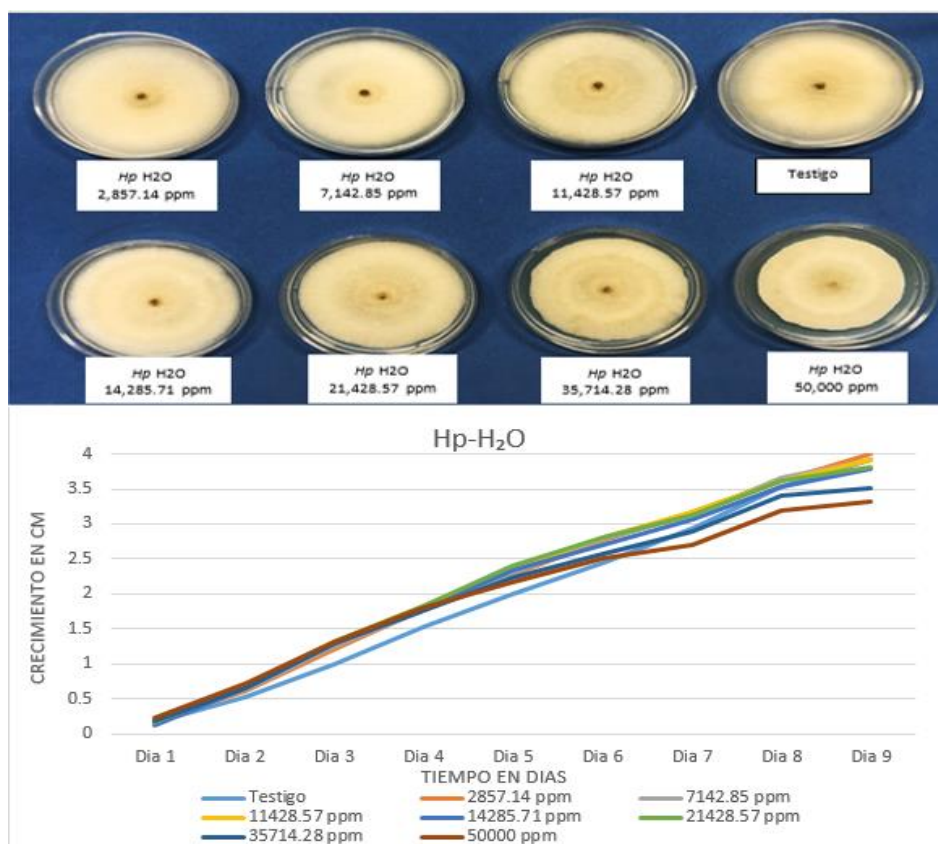 Hp H2O
2,857.14 ppm
Hp H2O
7,142.85 ppm
Hp H2O
11,428.57 ppm
Testigo
Hp H2O
14,285.71 ppm
Hp H2O
21,428.57 ppm
Hp H2O
35,714.28 ppm
Hp H2O
50,000 ppm
Hp-H₂O
CRECIMIENTO EN CM
4
3.5
3
2.5
2
1.5
1
0.5
0
Dia 1 Dia 2 Dia 3 Dia 4 Dia 5 Dia 6 Dia 7 Dia 8 Dia 9
TIEMPO EN DIAS
Testigo 2857.14 ppm 7142.85 ppm
11428.57 ppm 14285.71 ppm 21428.57 ppm
35714.28 ppm 50000 ppm